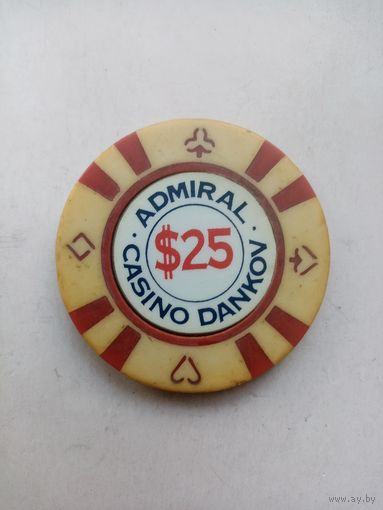 ADMIRAL
$25
· CASINO DANKOV ·
www.ay.by